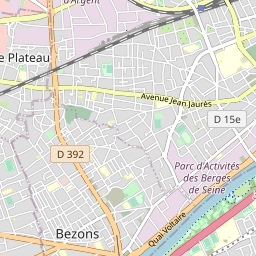 d'Argent
e Plateau
Avenue Jean Jaurès
D 15e
D 392
Parc d'Activités
des Berges
de Seine
Quai Voltaire
Bezons